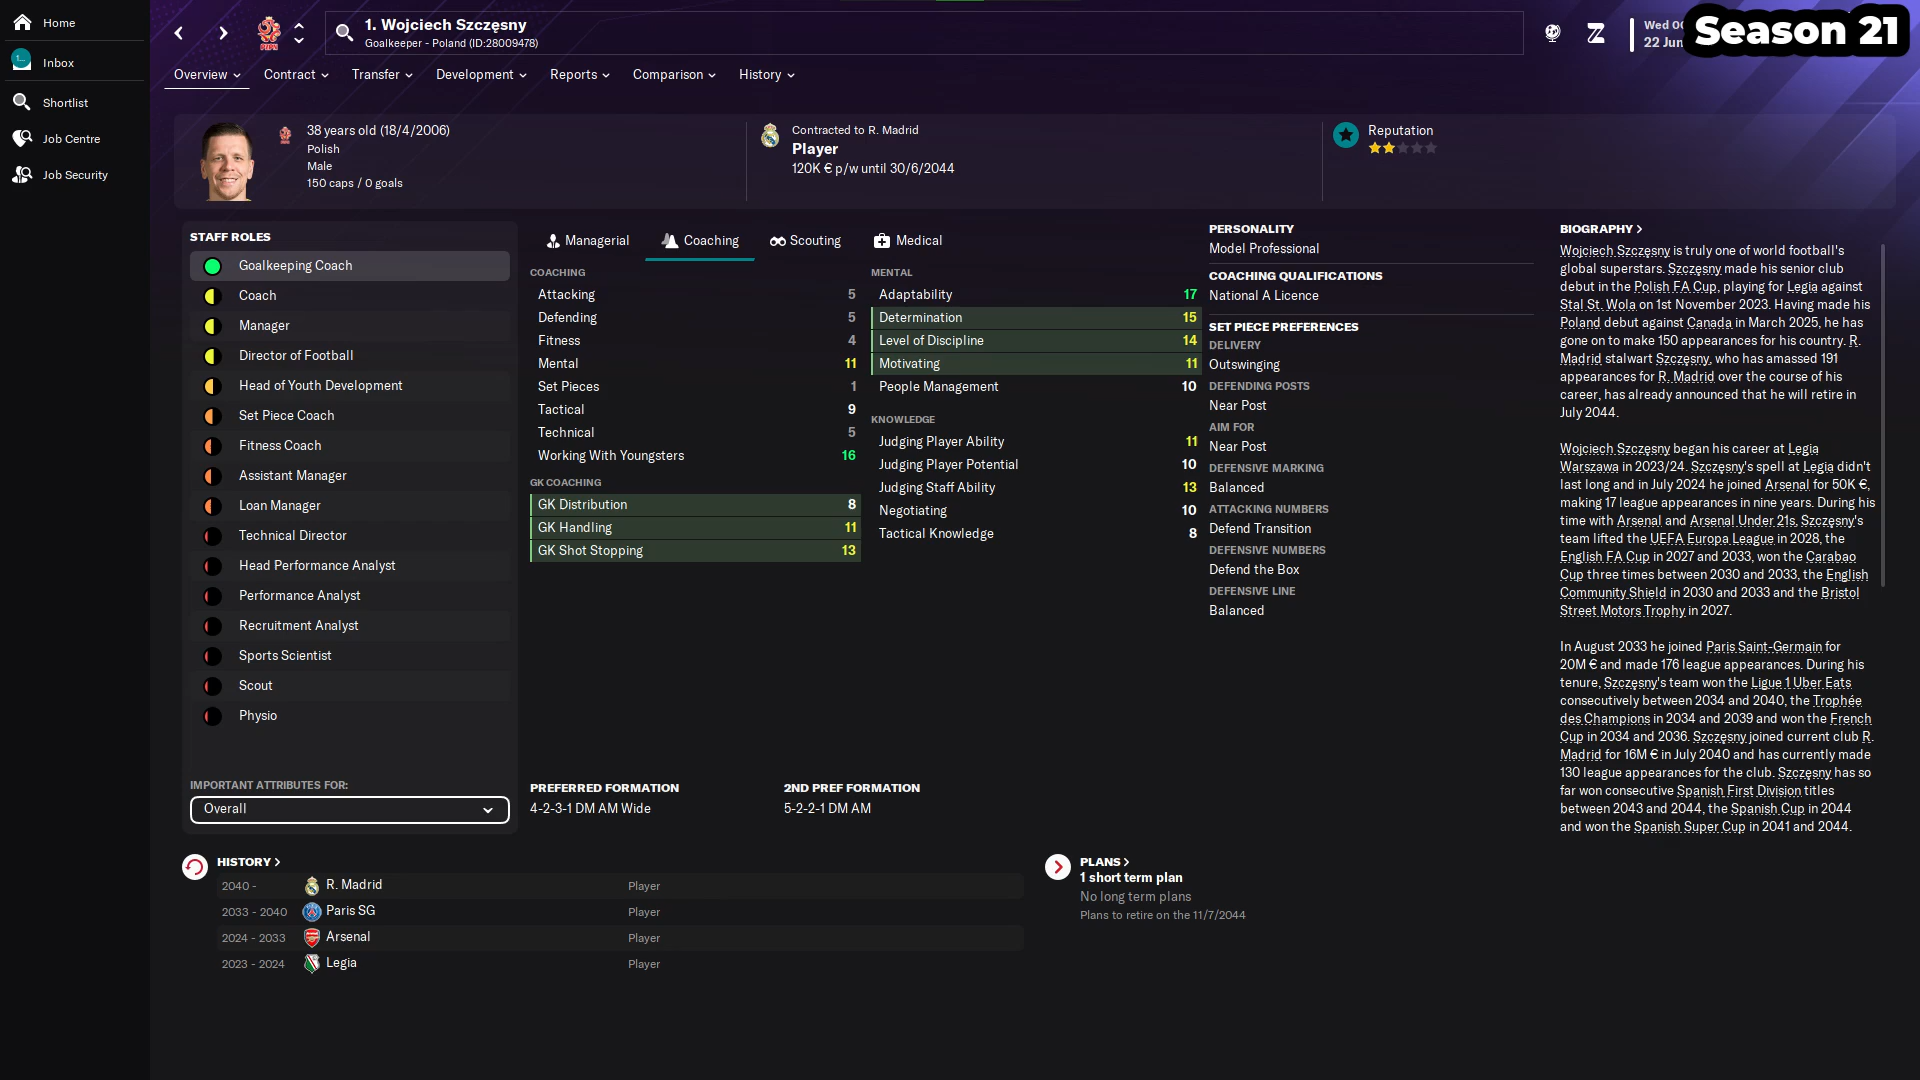 Home
Inbox
Shortlist
Job Centre
Job Security
1. Wojciech Szczęsny
Goalkeeper - Poland (ID:28009478)
Wed
22 Jun
Season 21
Overview
Contract
Transfer
Development
Reports
Comparison
History
38 years old (18/4/2006)
Polish
Male
150 caps / 0 goals
Contracted to R. Madrid
Player
120K € p/w until 30/6/2044
Reputation
STAFF ROLES
Goalkeeping Coach
Coach
Manager
Director of Football
Head of Youth Development
Set Piece Coach
Fitness Coach
Assistant Manager
Loan Manager
Technical Director
Head Performance Analyst
Performance Analyst
Recruitment Analyst
Sports Scientist
Scout
Physio
IMPORTANT ATTRIBUTES FOR:
Overall
Managerial
Coaching
Scouting
Medical
COACHING
Attacking 5
Defending 5
Fitness 4
Mental 11
Set Pieces 1
Tactical 9
Technical 5
Working With Youngsters 16
GK COACHING
GK Distribution 8
GK Handling 11
GK Shot Stopping 13
MENTAL
Adaptability 17
Determination 15
Level of Discipline 14
Motivating 11
People Management 10
KNOWLEDGE
Judging Player Ability 11
Judging Player Potential 10
Judging Staff Ability 13
Negotiating 10
Tactical Knowledge 8
PREFERRED FORMATION
4-2-3-1 DM AM Wide
2ND PREF FORMATION
5-2-2-1 DM AM
PERSONALITY
Model Professional
COACHING QUALIFICATIONS
National A Licence
SET PIECE PREFERENCES
DELIVERY
Outswinging
DEFENDING POSTS
Near Post
AIM FOR
Near Post
DEFENSIVE MARKING
Balanced
ATTACKING NUMBERS
Defend Transition
DEFENSIVE NUMBERS
Defend the Box
DEFENSIVE LINE
Balanced
BIOGRAPHY
Wojciech Szczęsny is truly one of world football's
global superstars. Szczęsny made his senior club
debut in the Polish FA Cup, playing for Legia against
Stal St. Wola on 1st November 2023. Having made his
Poland debut against Canada in March 2025, he has
gone on to make 150 appearances for his country. R.
Madrid stalwart Szczęsny, who has amassed 191
appearances for R. Madrid over the course of his
career, has already announced that he will retire in
July 2044.
Wojciech Szczęsny began his career at Legia
Warszawa in 2023/24. Szczęsny's spell at Legia didn't
last long and in July 2024 he joined Arsenal for 50K €,
making 17 league appearances in nine years. During his
time with Arsenal and Arsenal Under 21s, Szczęsny's
team lifted the UEFA Europa League in 2028, the
English FA Cup in 2027 and 2033, won the Carabao
Cup three times between 2030 and 2033, the English
Community Shield in 2030 and 2033 and the Bristol
Street Motors Trophy in 2027.
In August 2033 he joined Paris Saint-Germain for
20M € and made 176 league appearances. During his
tenure, Szczęsny's team won the Ligue 1 Uber Eats
consecutively between 2034 and 2040, the Trophée
des Champions in 2034 and 2039 and won the French
Cup in 2034 and 2036. Szczęsny joined current club R.
Madrid for 16M € in July 2040 and has currently made
130 league appearances for the club. Szczęsny has so
far won consecutive Spanish First Division titles
between 2043 and 2044, the Spanish Cup in 2044
and won the Spanish Super Cup in 2041 and 2044.
HISTORY
2040 - R. Madrid Player
2033 - 2040 Paris SG Player
2024 - 2033 Arsenal Player
2023 - 2024 Legia Player
PLANS
1 short term plan
No long term plans
Plans to retire on the 11/7/2044